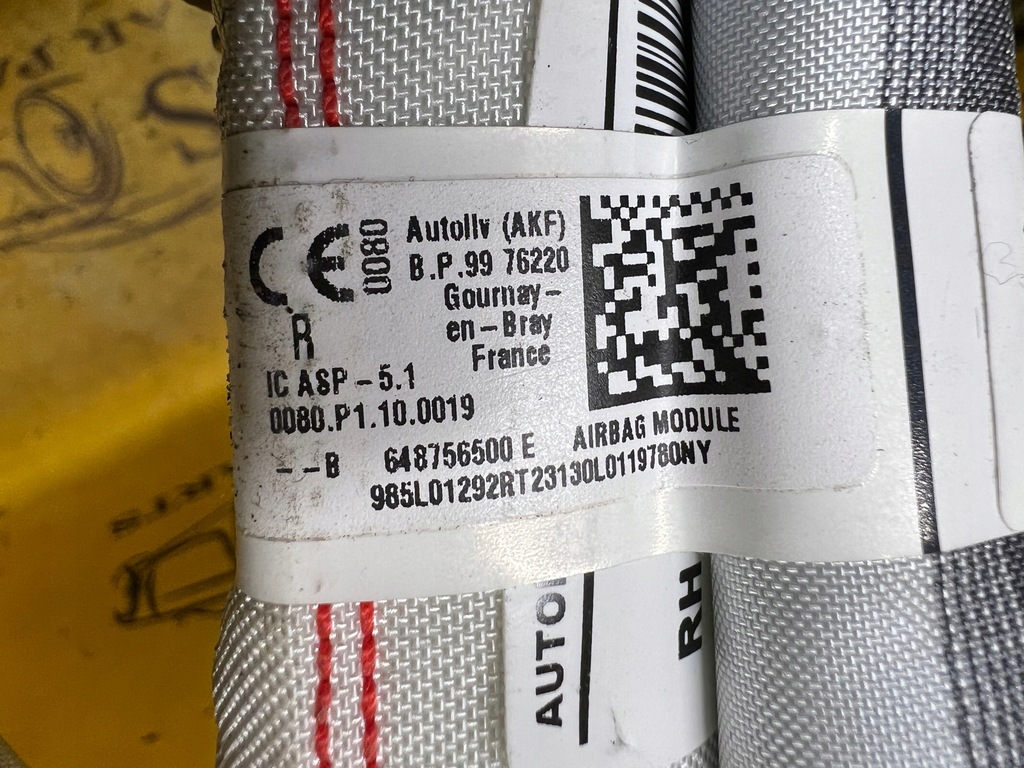 CE 0080
Autoliv (AKF)
B.P.99 76220
Gournay-
en-Bray
France
R
IC ASP - 5.1
0080.P1.10.0019
--B 648756500 E AIRBAG MODULE
985L01292RT23130L0119780NY
AUTO
RH